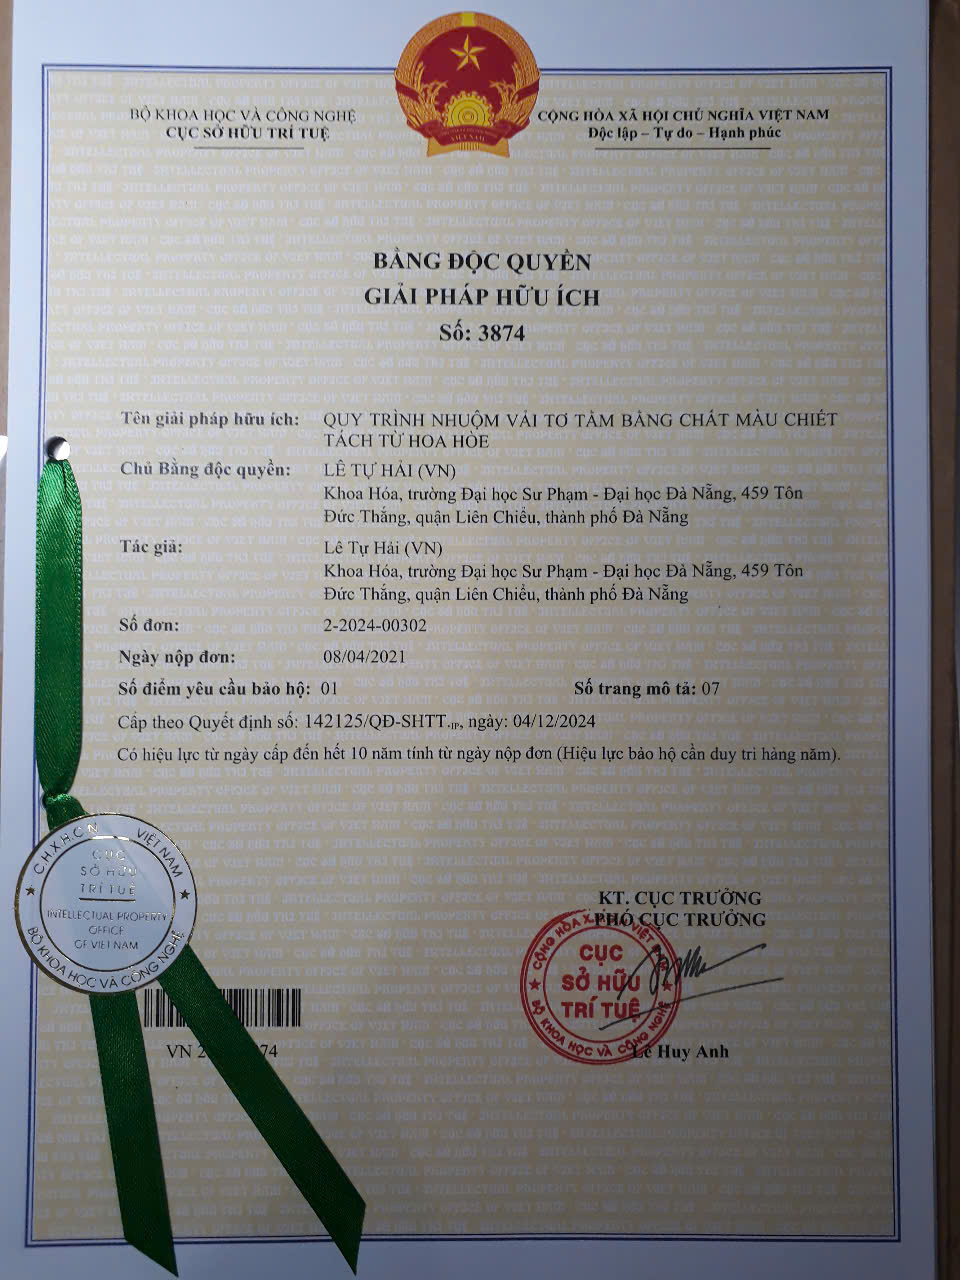 BỘ KHOA HỌC VÀ CÔNG NGHỆ
CỤC SỞ HỮU TRÍ TUỆ
CỘNG HÒA XÃ HỘI CHỦ NGHĨA VIỆT NAM
Độc lập – Tự do – Hạnh phúc
BẰNG ĐỘC QUYỀN
GIẢI PHÁP HỮU ÍCH
Số: 3874
Tên giải pháp hữu ích: QUY TRÌNH NHUỘM VẢI TƠ TẰM BẰNG CHẤT MÀU CHIẾT
TÁCH TỪ HOA HÒE
Chủ Bằng độc quyền: LÊ TỰ HẢI (VN)
Khoa Hóa, trường Đại học Sư Phạm - Đại học Đà Nẵng, 459 Tôn
Đức Thắng, quận Liên Chiểu, thành phố Đà Nẵng
Tác giả: Lê Tự Hải (VN)
Khoa Hóa, trường Đại học Sư Phạm - Đại học Đà Nẵng, 459 Tôn
Đức Thắng, quận Liên Chiểu, thành phố Đà Nẵng
Số đơn: 2-2024-00302
Ngày nộp đơn: 08/04/2021
Số điểm yêu cầu bảo hộ: 01 Số trang mô tả: 07
Cấp theo Quyết định số: 142125/QĐ-SHTT.IP, ngày: 04/12/2024
Có hiệu lực từ ngày cấp đến hết 10 năm tính từ ngày nộp đơn (Hiệu lực bảo hộ cần duy trì hàng năm).
C.H.X.H.C.N VIỆT NAM
CỤC
SỞ HỮU
TRÍ TUỆ
INTELLECTUAL PROPERTY
OFFICE
OF VIET NAM
BỘ KHOA HỌC VÀ CÔNG NGHỆ
KT. CỤC TRƯỞNG
PHÓ CỤC TRƯỞNG
CỤC
SỞ HỮU
TRÍ TUỆ
BỘ KHOA HỌC VÀ CÔNG NGHỆ
Lê Huy Anh
VN 2 74